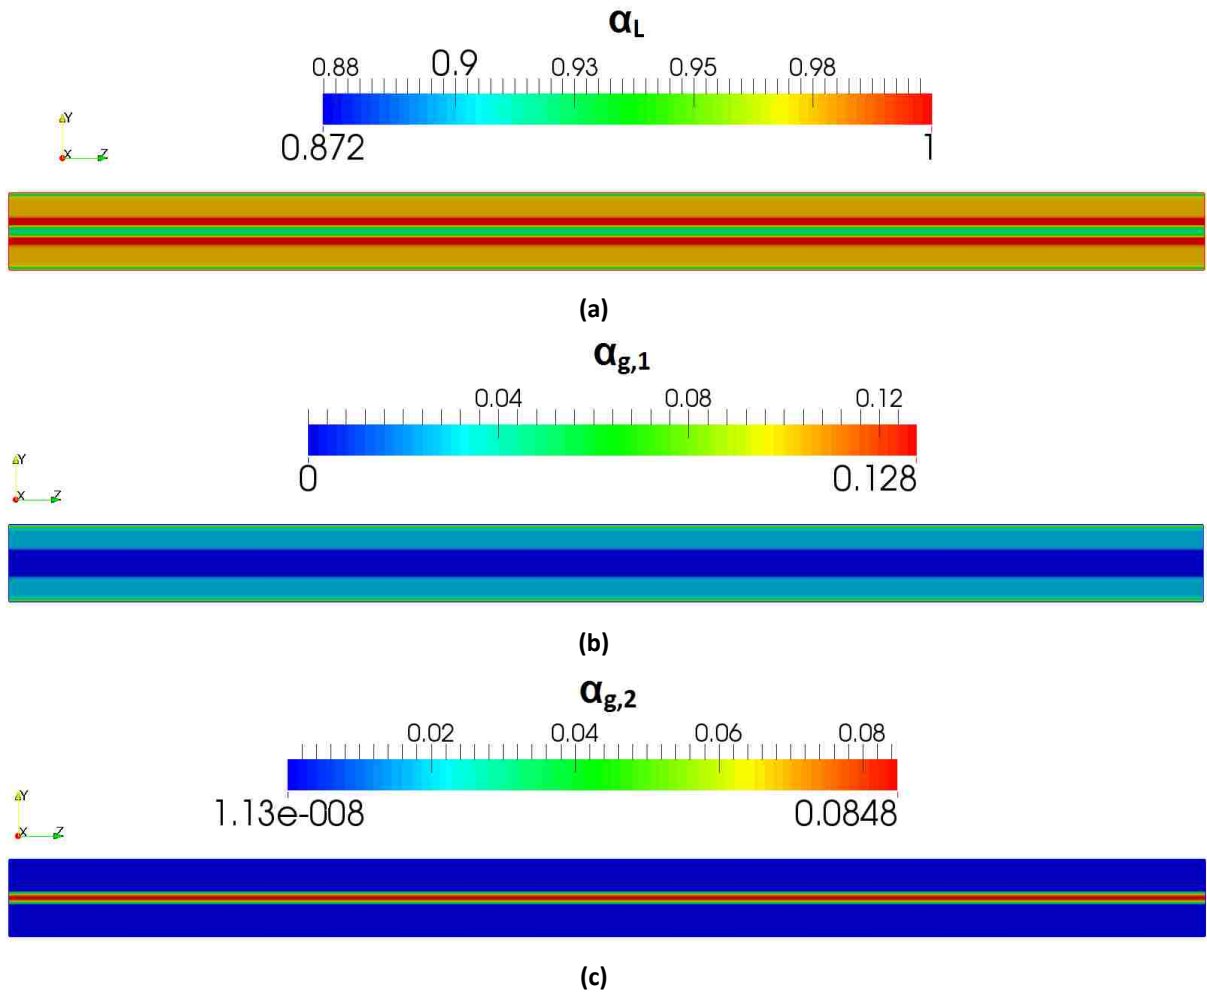 αL
0.88 0.9 0.93 0.95 0.98
0.872 1
Y
X Z
(a)
αg,1
0.04 0.08 0.12
0 0.128
Y
X Z
(b)
αg,2
0.02 0.04 0.06 0.08
1.13e-008 0.0848
Y
X Z
(c)